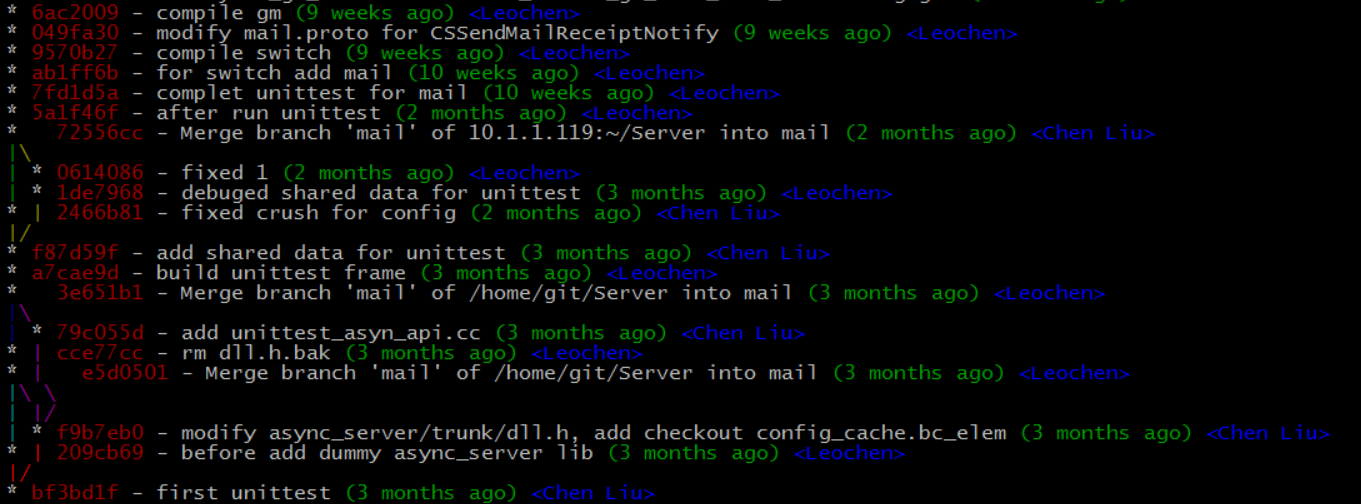 * 6ac2009 - compile gm (9 weeks ago) <Leochen>
* 049fa30 - modify mail.proto for CSSendMailReceiptNotify (9 weeks ago) <Leochen>
* 9570b27 - compile switch (9 weeks ago) <Leochen>
* ab1ff6b - for switch add mail (10 weeks ago) <Leochen>
* 7fd1d5a - complet unittest for mail (10 weeks ago) <Leochen>
* 5a1f46f - after run unittest (2 months ago) <Leochen>
*   72556cc - Merge branch 'mail' of 10.1.1.119:~/Server into mail (2 months ago) <Chen Liu>
|\
| * 0614086 - fixed 1 (2 months ago) <Leochen>
| * 1de7968 - debuged shared data for unittest (3 months ago) <Leochen>
* | 2466b81 - fixed crush for config (2 months ago) <Chen Liu>
|/
* f87d59f - add shared data for unittest (3 months ago) <Chen Liu>
* a7cae9d - build unittest frame (3 months ago) <Leochen>
*   3e651b1 - Merge branch 'mail' of /home/git/Server into mail (3 months ago) <Leochen>
|\
| * 79c055d - add unittest_asyn_api.cc (3 months ago) <Chen Liu>
* | cce77cc - rm dll.h.bak (3 months ago) <Leochen>
* |   e5d0501 - Merge branch 'mail' of /home/git/Server into mail (3 months ago) <Leochen>
|\ \
| |/
| * f9b7eb0 - modify async_server/trunk/dll.h, add checkout config_cache.bc_elem (3 months ago) <Chen Liu>
* | 209cb69 - before add dummy async_server lib (3 months ago) <Leochen>
|/
* bf3bd1f - first unittest (3 months ago) <Chen Liu>